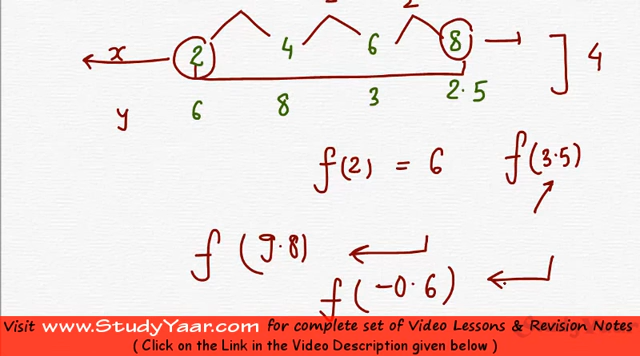 x 2 4 6 8 ] 4
y 6 8 3 2.5
f(2) = 6 f(3.5)
f(9.8)
f(-0.6)
Visit www.StudyYaar.com for complete set of Video Lessons & Revision Notes
( Click on the Link in the Video Description given below )